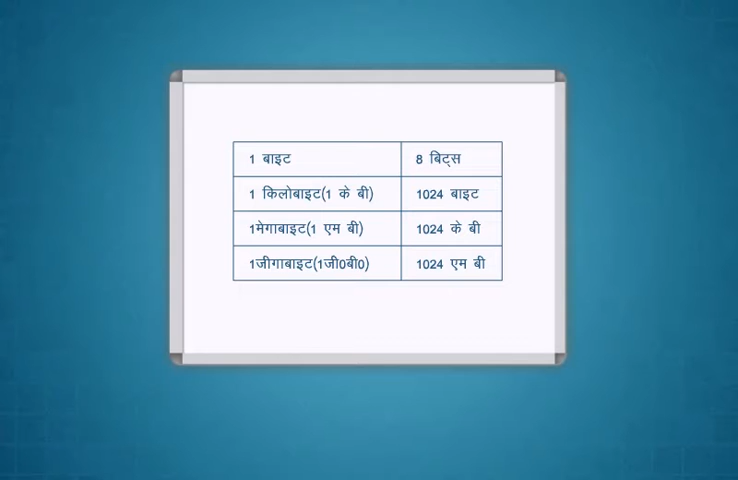 1 बाइट 8 बिट्स
1 किलोबाइट(1 के बी) 1024 बाइट
1मेगाबाइट(1 एम बी) 1024 के बी
1जीगाबाइट(1जी0बी0) 1024 एम बी